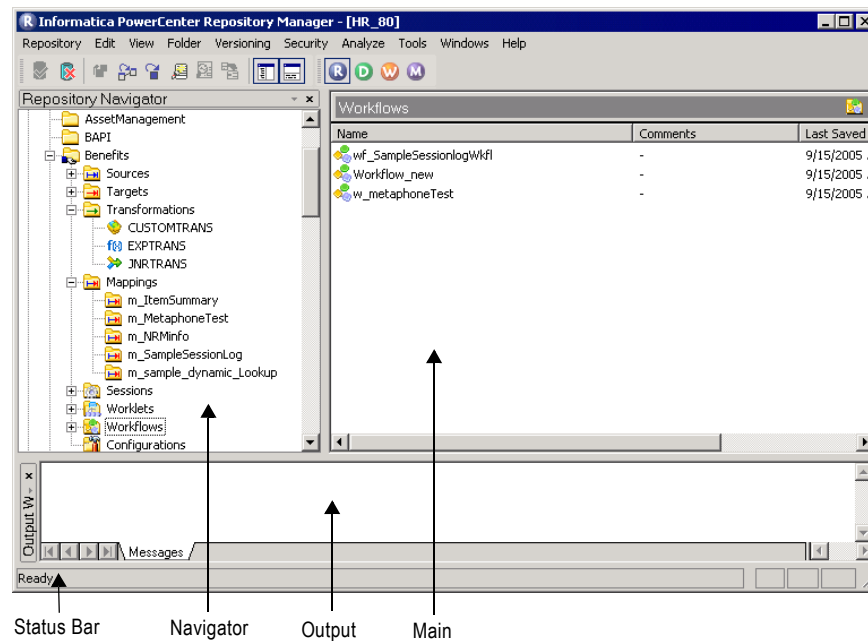 R Informatica PowerCenter Repository Manager - [HR_80]
Repository Edit View Folder Versioning Security Analyze Tools Windows Help
R D W M
Repository Navigator
AssetManagement
BAPI
Benefits
Sources
Targets
Transformations
CUSTOMTRANS
f(x) EXPTRANS
JNRTRANS
Mappings
m_ItemSummary
m_MetaphoneTest
m_NRMinfo
m_SampleSessionLog
m_sample_dynamic_Lookup
Sessions
Worklets
Workflows
Configurations
Workflows
Name Comments Last Saved
wf_SampleSessionlogWkfl - 9/15/2005
Workflow_new - 9/15/2005
w_metaphoneTest - 9/15/2005
Output W
Messages
Ready
Status Bar Navigator Output Main